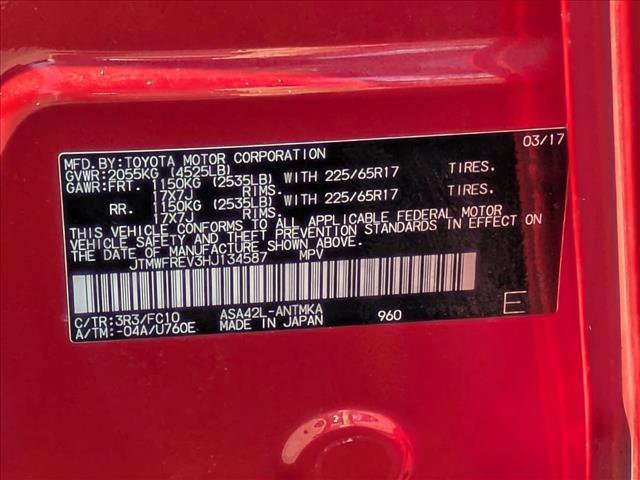 03/17
MFD.BY:TOYOTA MOTOR CORPORATION
GVWR:2055KG (4525LB)
GAWR:FRT. 1150KG (2535LB) WITH 225/65R17 TIRES.
17X7J RIMS.
RR. 1150KG (2535LB) WITH 225/65R17 TIRES.
17X7J RIMS.
THIS VEHICLE CONFORMS TO ALL APPLICABLE FEDERAL MOTOR
VEHICLE SAFETY AND THEFT PREVENTION STANDARDS IN EFFECT ON
THE DATE OF MANUFACTURE SHOWN ABOVE.
JTMWFREV3HJ134587 MPV
C/TR:3R3/FC10 ASA42L-ANTMKA 960 E
A/TM:-04A/U760E MADE IN JAPAN